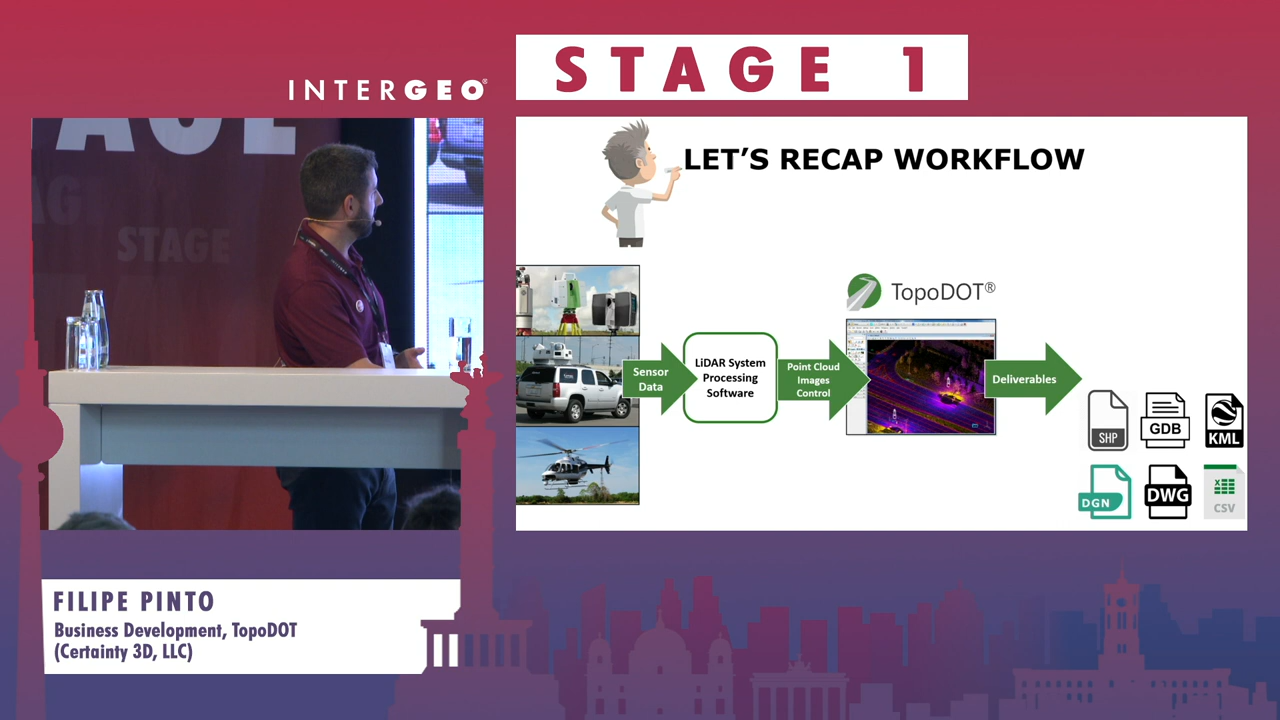 INTERGEO®
STAGE 1
STAGE
LET'S RECAP WORKFLOW
TopoDOT®
Sensor
Data
LiDAR System
Processing
Software
Point Cloud
Images
Control
Deliverables
SHP
GDB
KML
DGN
DWG
CSV
FILIPE PINTO
Business Development, TopoDOT
(Certainty 3D, LLC)